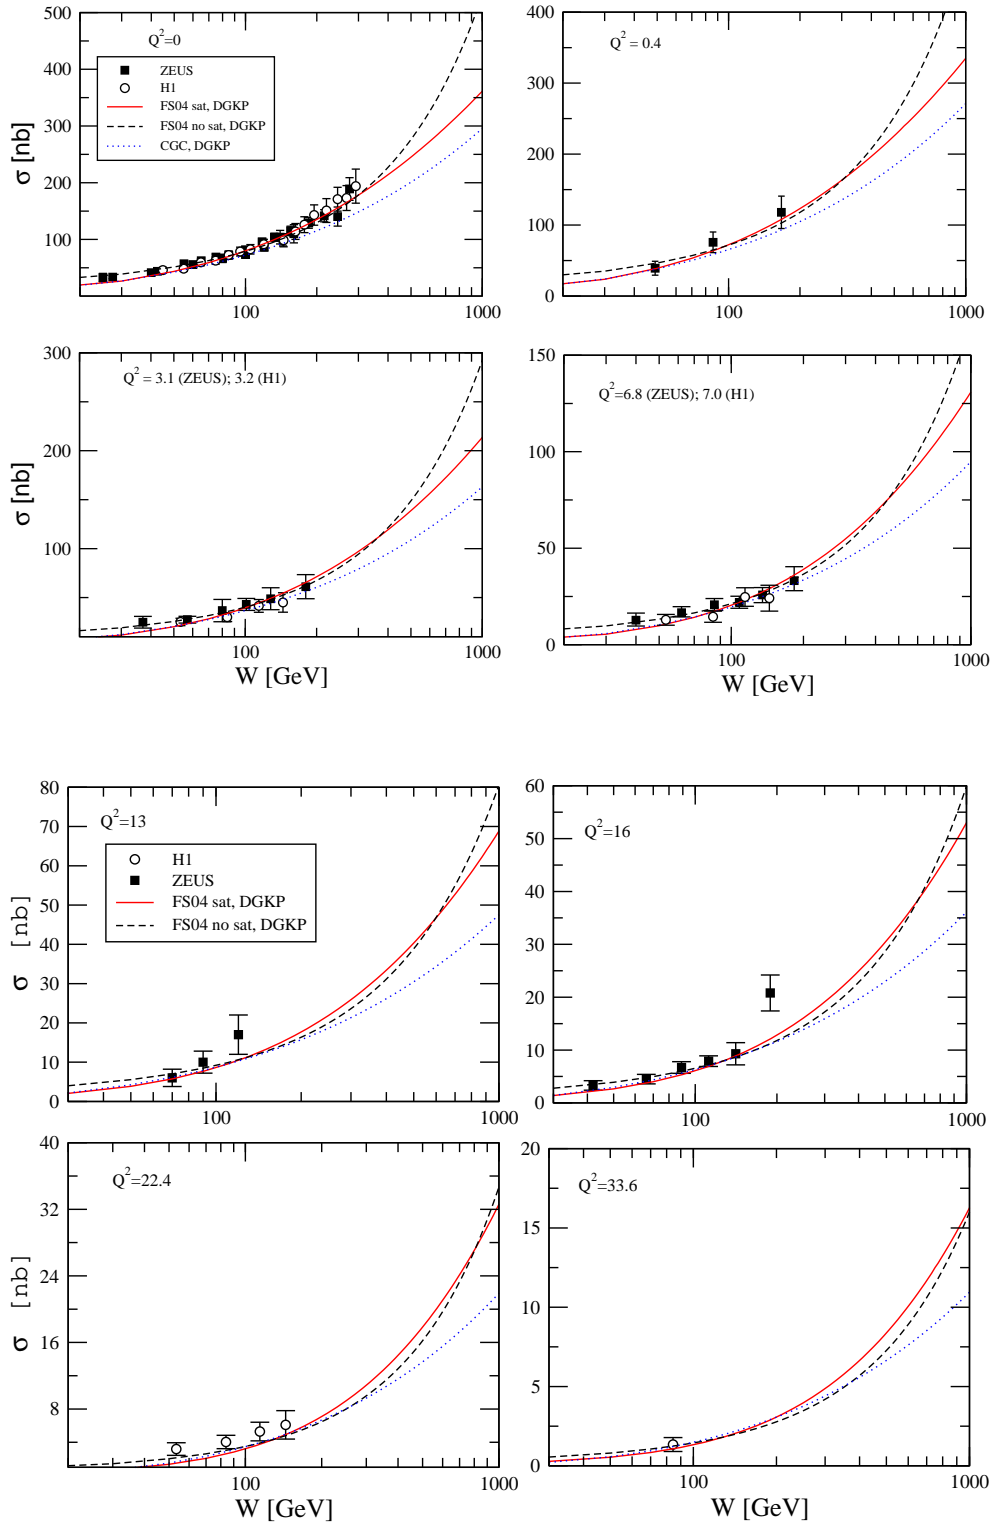 500
400
300
200
100
σ [nb]
Q²=0
ZEUS
H1
FS04 sat, DGKP
FS04 no sat, DGKP
CGC, DGKP
100
1000
400
300
200
100
0
Q² = 0.4
100
1000
300
200
100
σ [nb]
Q² = 3.1 (ZEUS); 3.2 (H1)
100
1000
W [GeV]
150
100
50
0
Q²=6.8 (ZEUS); 7.0 (H1)
100
1000
W [GeV]
80
70
60
50
40
30
20
10
0
σ [nb]
Q²=13
H1
ZEUS
FS04 sat, DGKP
FS04 no sat, DGKP
100
1000
60
50
40
30
20
10
0
Q²=16
100
1000
40
32
24
16
8
σ [nb]
Q²=22.4
100
1000
W [GeV]
20
15
10
5
0
Q²=33.6
100
1000
W [GeV]